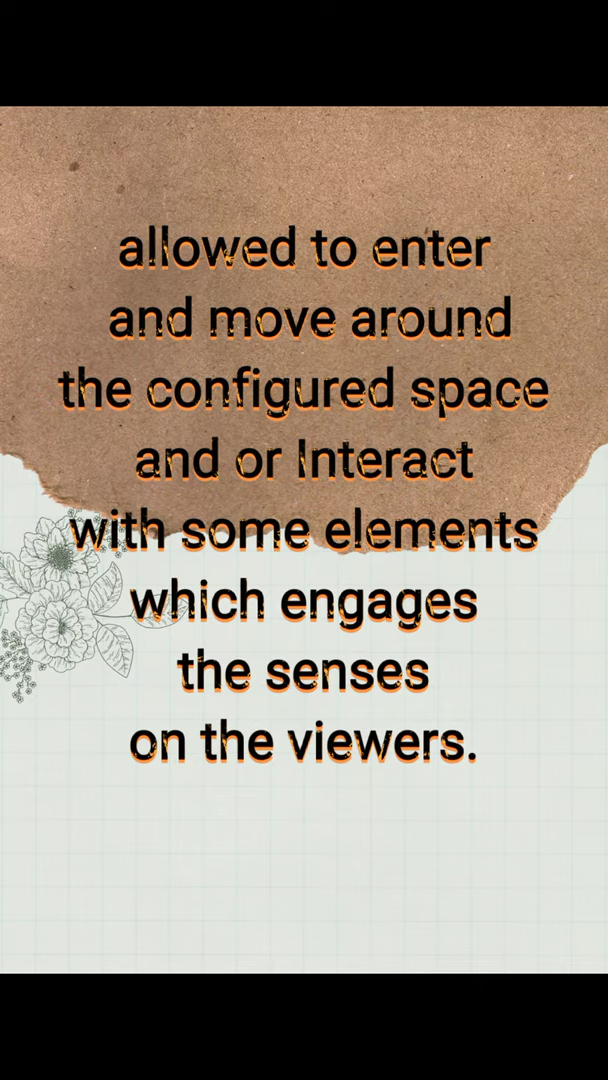 allowed to enter
and move around
the configured space
and or Interact
with some elements
which engages
the senses
on the viewers.